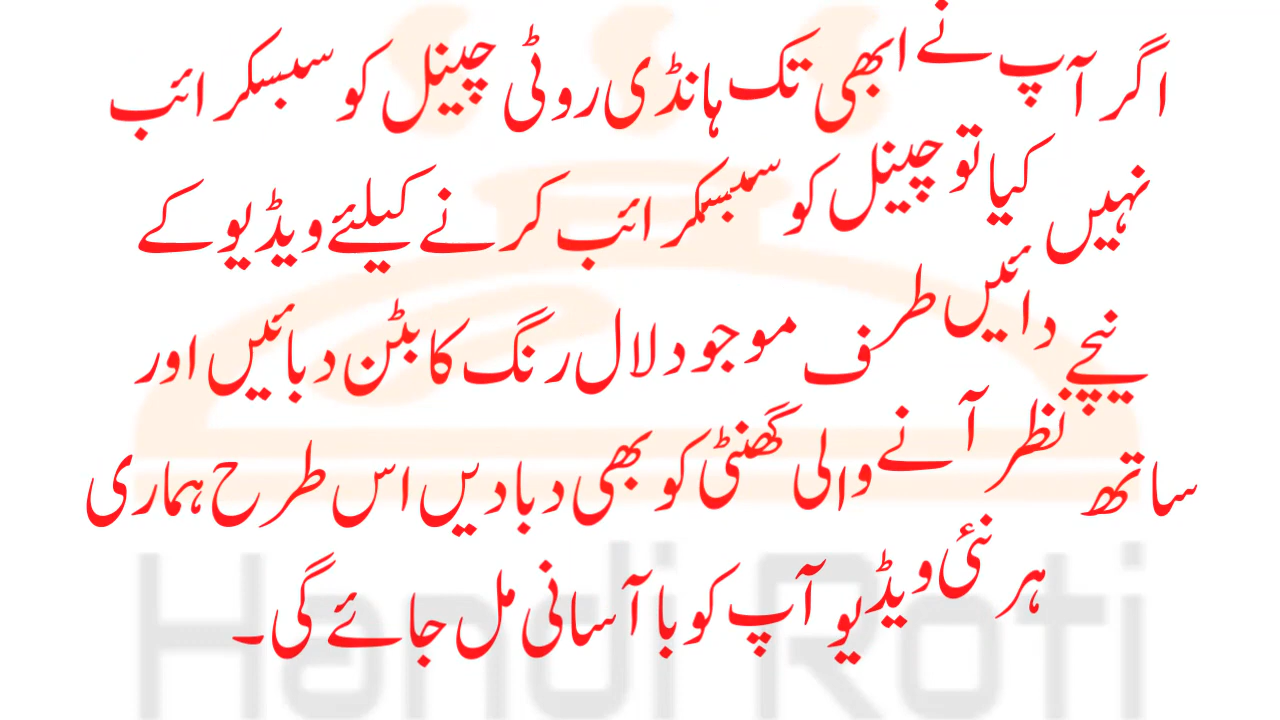 اگر آپ نے ابھی تک ہانڈی روٹی چینل کو سبسکرائب
نہیں کیا تو چینل کو سبسکرائب کرنے کیلئے ویڈیو کے
نیچے دائیں طرف موجود لال رنگ کا بٹن دبائیں اور
ساتھ نظر آنے والی گھنٹی کو بھی دبا دیں اس طرح ہماری
ہر نئی ویڈیو آپ کو با آسانی مل جائے گی۔
Handi Roti